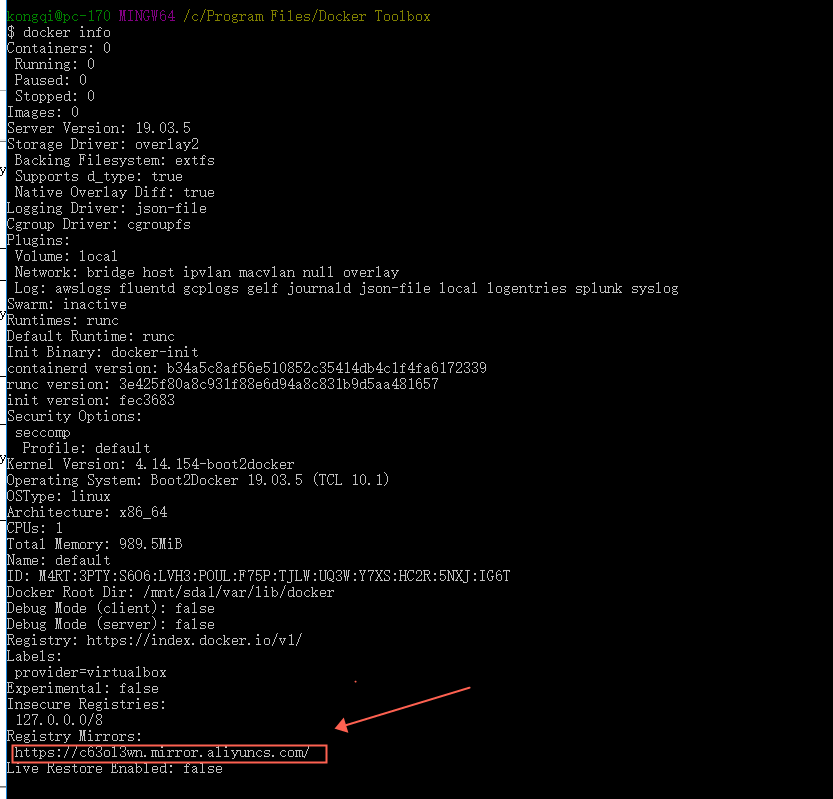 kongqi@pc-170 MINGW64 /c/Program Files/Docker Toolbox
$ docker info
Containers: 0
Running: 0
Paused: 0
Stopped: 0
Images: 0
Server Version: 19.03.5
Storage Driver: overlay2
Backing Filesystem: extfs
Supports d_type: true
Native Overlay Diff: true
Logging Driver: json-file
Cgroup Driver: cgroupfs
Plugins:
Volume: local
Network: bridge host ipvlan macvlan null overlay
Log: awslogs fluentd gcplogs gelf journald json-file local logentries splunk syslog
Swarm: inactive
Runtimes: runc
Default Runtime: runc
Init Binary: docker-init
containerd version: b34a5c8af56e510852c35414db4c1f4fa6172339
runc version: 3e425f80a8c931f88e6d94a8c831b9d5aa481657
init version: fec3683
Security Options:
seccomp
Profile: default
Kernel Version: 4.14.154-boot2docker
Operating System: Boot2Docker 19.03.5 (TCL 10.1)
OSType: linux
Architecture: x86_64
CPUs: 1
Total Memory: 989.5MiB
Name: default
ID: M4RT:3PTY:S6O6:LVH3:POUL:F75P:TJLW:UQ3W:Y7XS:HC2R:5NXJ:IG6T
Docker Root Dir: /mnt/sda1/var/lib/docker
Debug Mode (client): false
Debug Mode (server): false
Registry: https://index.docker.io/v1/
Labels:
provider=virtualbox
Experimental: false
Insecure Registries:
127.0.0.0/8
Registry Mirrors:
https://c63ol3wn.mirror.aliyuncs.com/
Live Restore Enabled: false